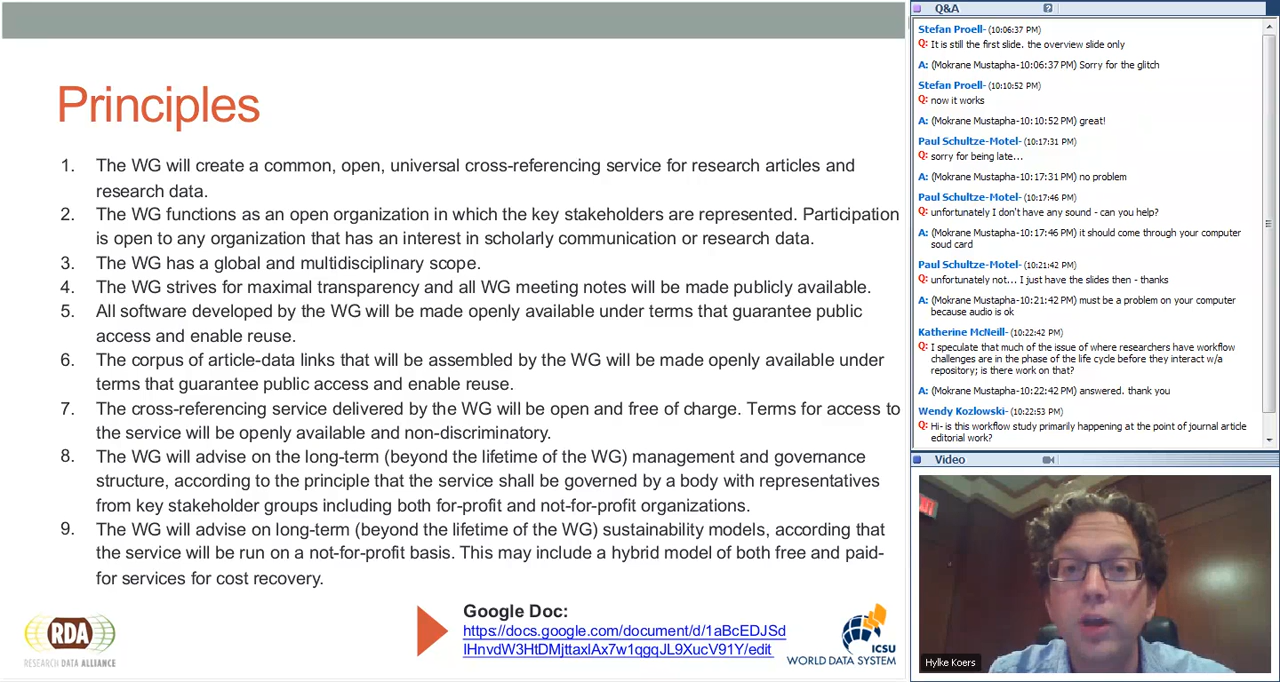 Principles
1. The WG will create a common, open, universal cross-referencing service for research articles and
research data.
2. The WG functions as an open organization in which the key stakeholders are represented. Participation
is open to any organization that has an interest in scholarly communication or research data.
3. The WG has a global and multidisciplinary scope.
4. The WG strives for maximal transparency and all WG meeting notes will be made publicly available.
5. All software developed by the WG will be made openly available under terms that guarantee public
access and enable reuse.
6. The corpus of article-data links that will be assembled by the WG will be made openly available under
terms that guarantee public access and enable reuse.
7. The cross-referencing service delivered by the WG will be open and free of charge. Terms for access to
the service will be openly available and non-discriminatory.
8. The WG will advise on the long-term (beyond the lifetime of the WG) management and governance
structure, according to the principle that the service shall be governed by a body with representatives
from key stakeholder groups including both for-profit and not-for-profit organizations.
9. The WG will advise on long-term (beyond the lifetime of the WG) sustainability models, according that
the service will be run on a not-for-profit basis. This may include a hybrid model of both free and paid-
for services for cost recovery.
RDA
RESEARCH DATA ALLIANCE
Google Doc:
https://docs.google.com/document/d/1aBcEDJSd
IHnvdW3HtDMjttaxlAx7w1qgqJL9XucV91Y/edit
ICSU
WORLD DATA SYSTEM
Q&A
?
Stefan Proell- (10:06:37 PM)
Q: It is still the first slide. the overview slide only
A: (Mokrane Mustapha-10:06:37 PM) Sorry for the glitch
Stefan Proell- (10:10:52 PM)
Q: now it works
A: (Mokrane Mustapha-10:10:52 PM) great!
Paul Schultze-Motel- (10:17:31 PM)
Q: sorry for being late...
A: (Mokrane Mustapha-10:17:31 PM) no problem
Paul Schultze-Motel- (10:17:46 PM)
Q: unfortunately I don't have any sound - can you help?
A: (Mokrane Mustapha-10:17:46 PM) it should come through your computer
soud card
Paul Schultze-Motel- (10:21:42 PM)
Q: unfortunately not... I just have the slides then - thanks
A: (Mokrane Mustapha-10:21:42 PM) must be a problem on your computer
because audio is ok
Katherine McNeill- (10:22:42 PM)
Q: I speculate that much of the issue of where researchers have workflow
challenges are in the phase of the life cycle before they interact w/a
repository; is there work on that?
A: (Mokrane Mustapha-10:22:42 PM) answered. thank you
Wendy Kozlowski- (10:22:53 PM)
Q: Hi- is this workflow study primarily happening at the point of journal article
editorial work?
Video
Hylke Koers